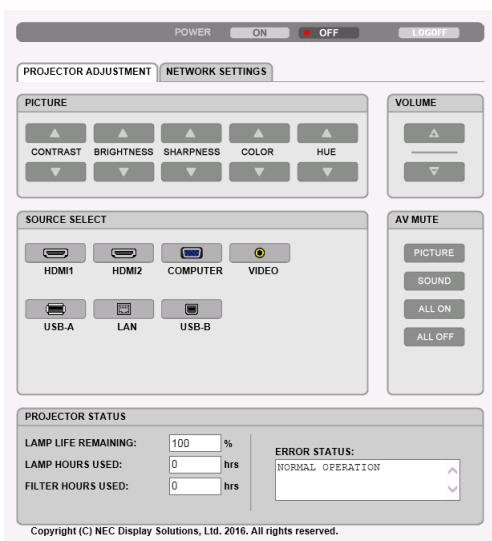 POWER ON OFF LOGOFF
PROJECTOR ADJUSTMENT NETWORK SETTINGS
PICTURE
CONTRAST BRIGHTNESS SHARPNESS COLOR HUE
VOLUME
SOURCE SELECT
HDMI1 HDMI2 COMPUTER VIDEO
USB-A LAN USB-B
AV MUTE
PICTURE
SOUND
ALL ON
ALL OFF
PROJECTOR STATUS
LAMP LIFE REMAINING: 100 %
LAMP HOURS USED: 0 hrs
FILTER HOURS USED: 0 hrs
ERROR STATUS:
NORMAL OPERATION
Copyright (C) NEC Display Solutions, Ltd. 2016. All rights reserved.